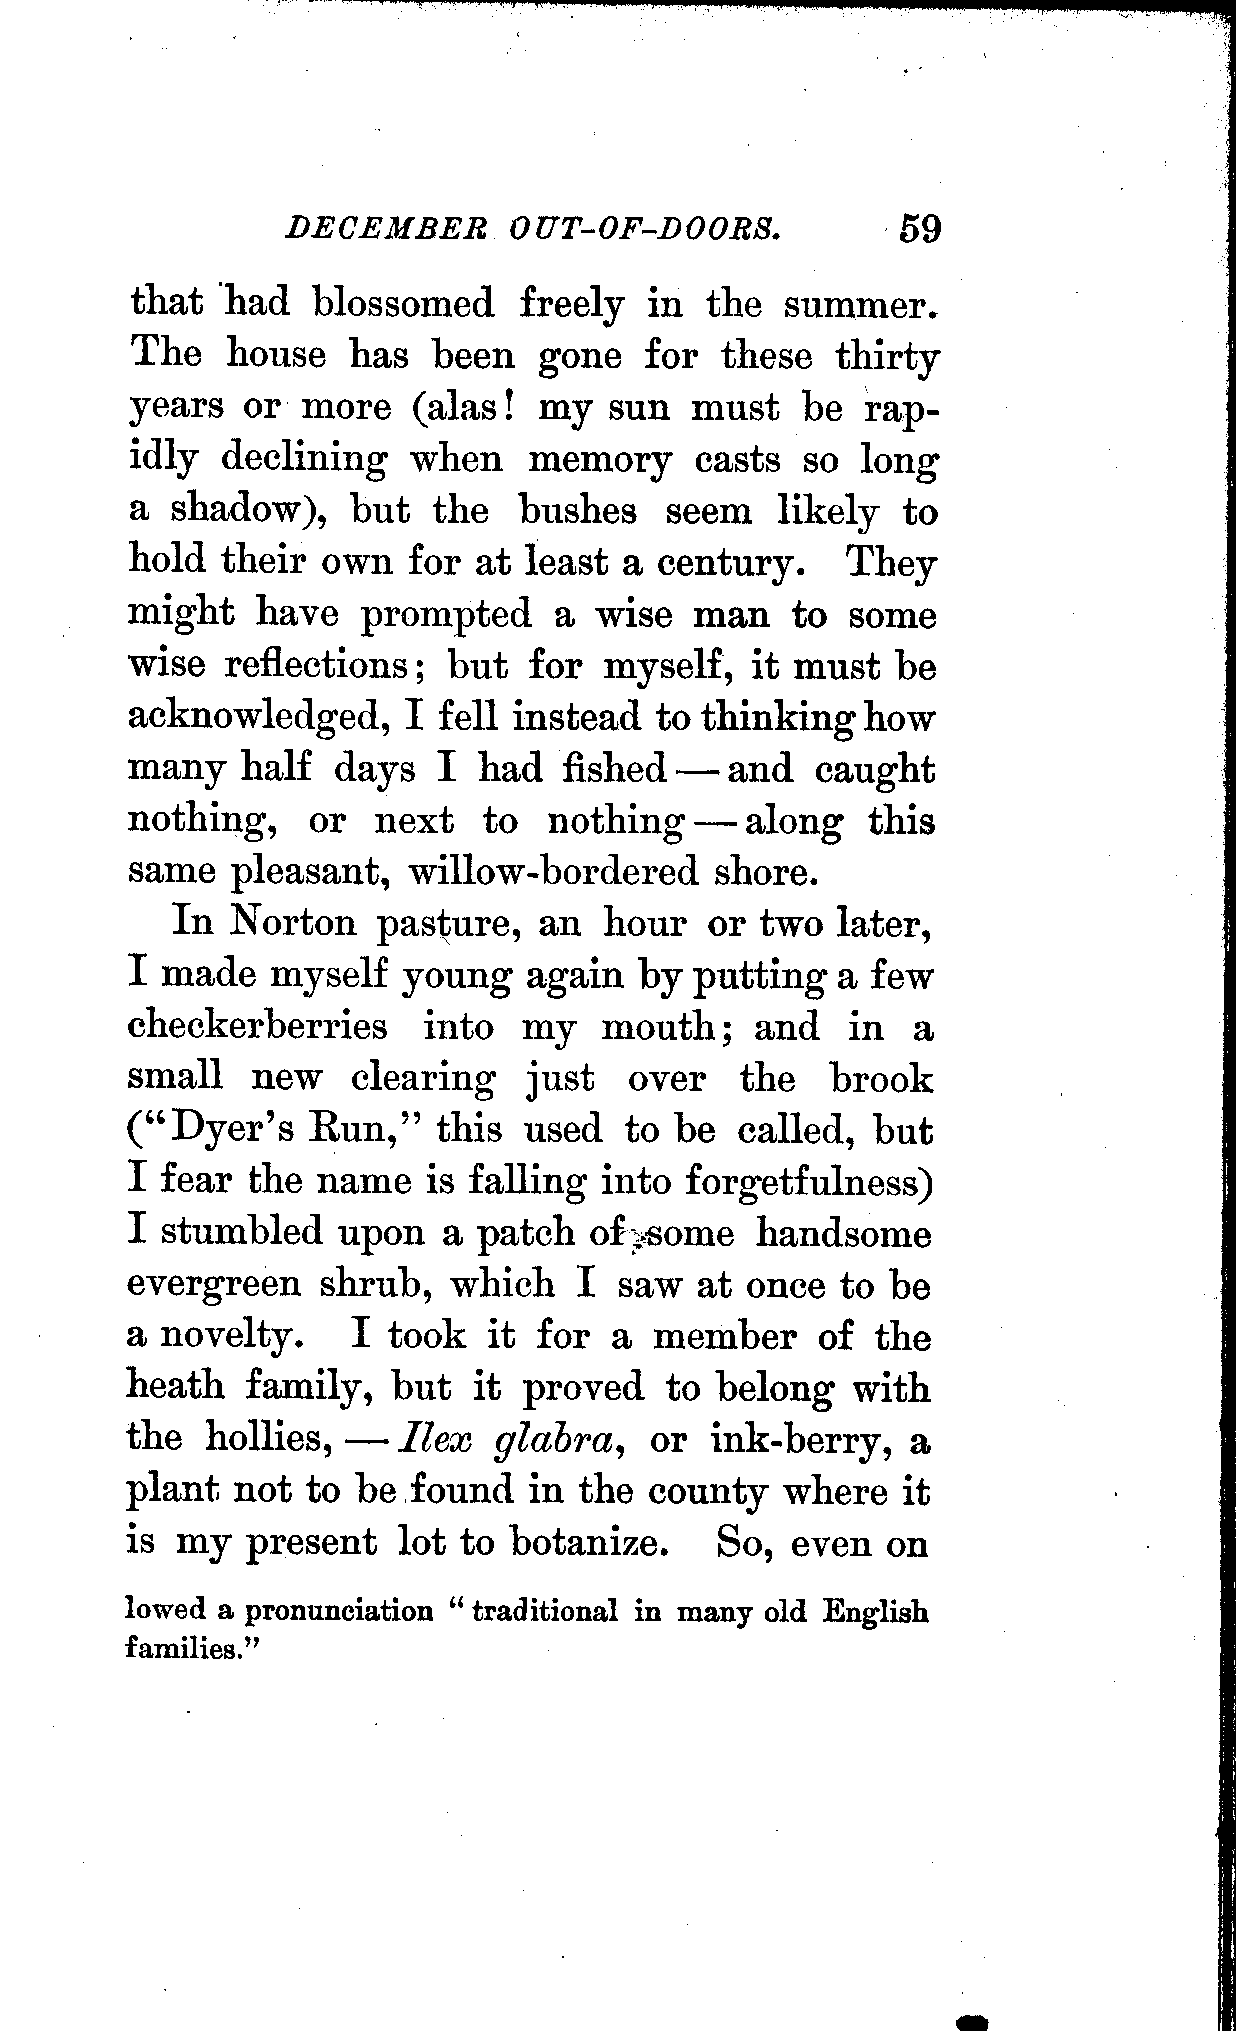 DECEMBER OUT-OF-DOORS. 59
that had blossomed freely in the summer.
The house has been gone for these thirty
years or more (alas! my sun must be rap-
idly declining when memory casts so long
a shadow), but the bushes seem likely to
hold their own for at least a century. They
might have prompted a wise man to some
wise reflections; but for myself, it must be
acknowledged, I fell instead to thinking how
many half days I had fished — and caught
nothing, or next to nothing — along this
same pleasant, willow-bordered shore.
In Norton pasture, an hour or two later,
I made myself young again by putting a few
checkerberries into my mouth; and in a
small new clearing just over the brook
("Dyer's Run," this used to be called, but
I fear the name is falling into forgetfulness)
I stumbled upon a patch of some handsome
evergreen shrub, which I saw at once to be
a novelty. I took it for a member of the
heath family, but it proved to belong with
the hollies, — Ilex glabra, or ink-berry, a
plant not to be found in the county where it
is my present lot to botanize. So, even on
lowed a pronunciation "traditional in many old English
families."